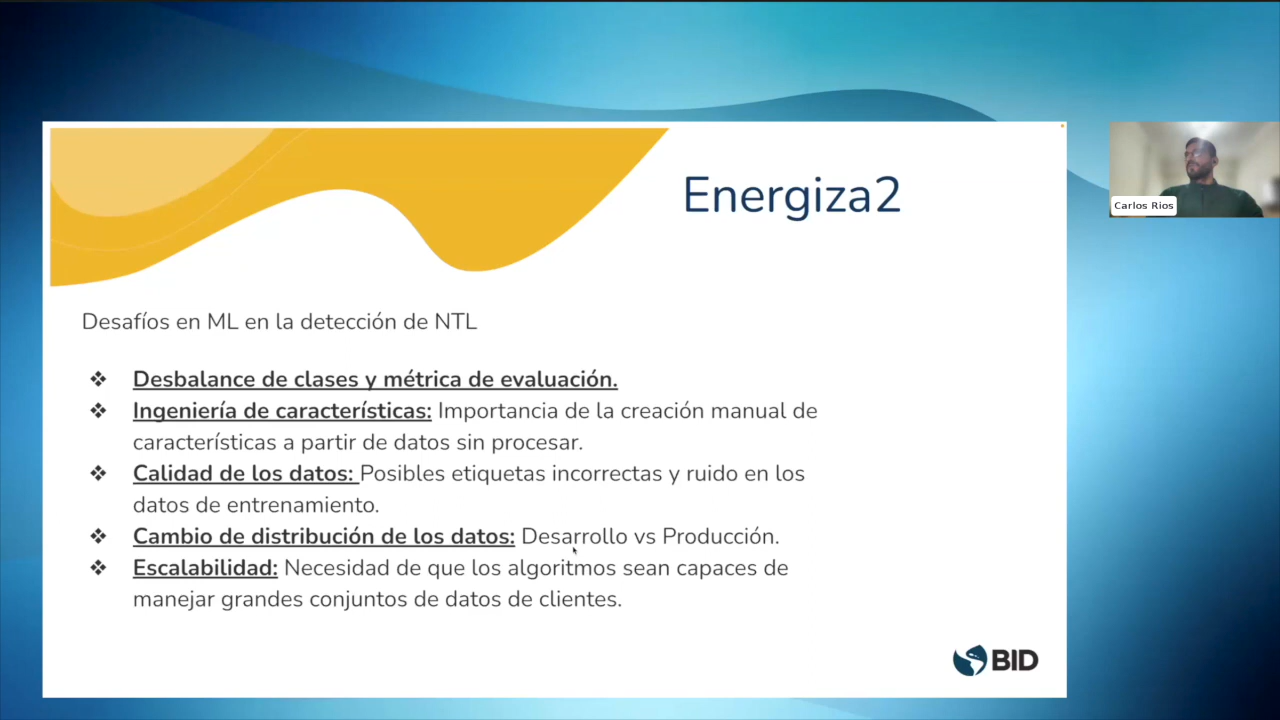 Energiza2
Carlos Rios
Desafíos en ML en la detección de NTL
❖ Desbalance de clases y métrica de evaluación.
❖ Ingeniería de características: Importancia de la creación manual de
características a partir de datos sin procesar.
❖ Calidad de los datos: Posibles etiquetas incorrectas y ruido en los
datos de entrenamiento.
❖ Cambio de distribución de los datos: Desarrollo vs Producción.
❖ Escalabilidad: Necesidad de que los algoritmos sean capaces de
manejar grandes conjuntos de datos de clientes.
BID